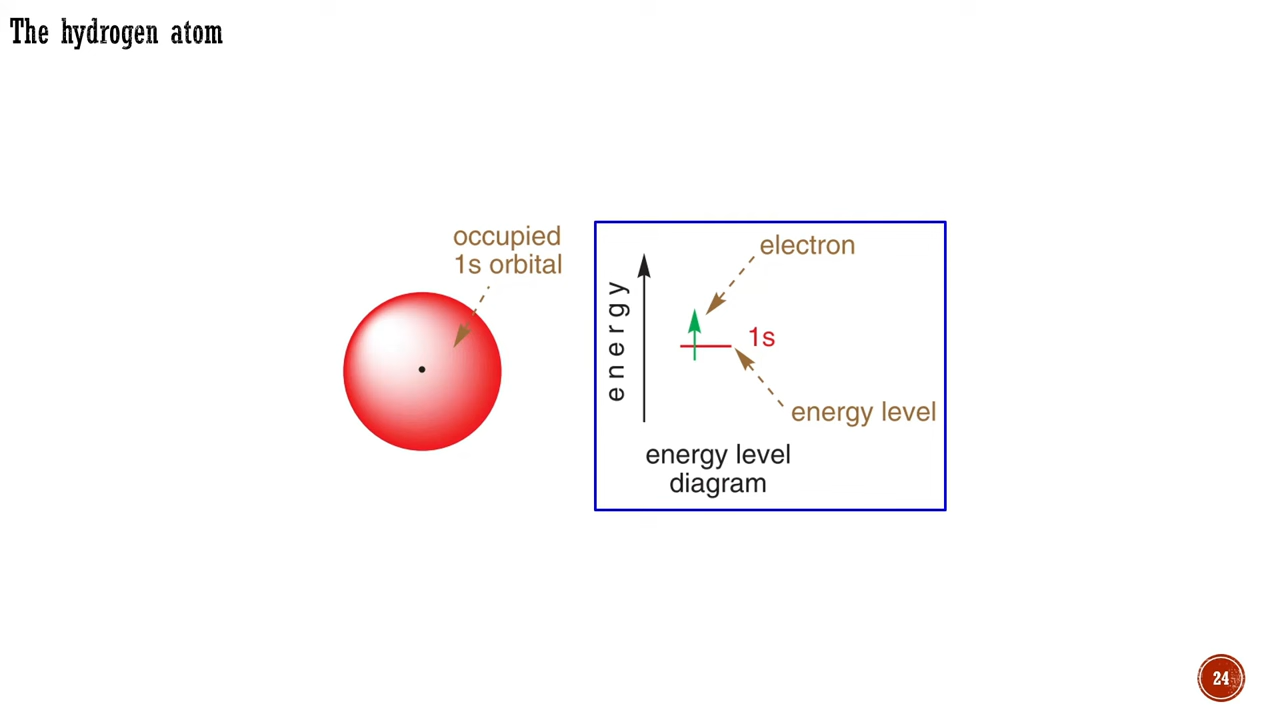 The hydrogen atom
occupied
1s orbital
energy
electron
1s
energy level
energy level
diagram
24